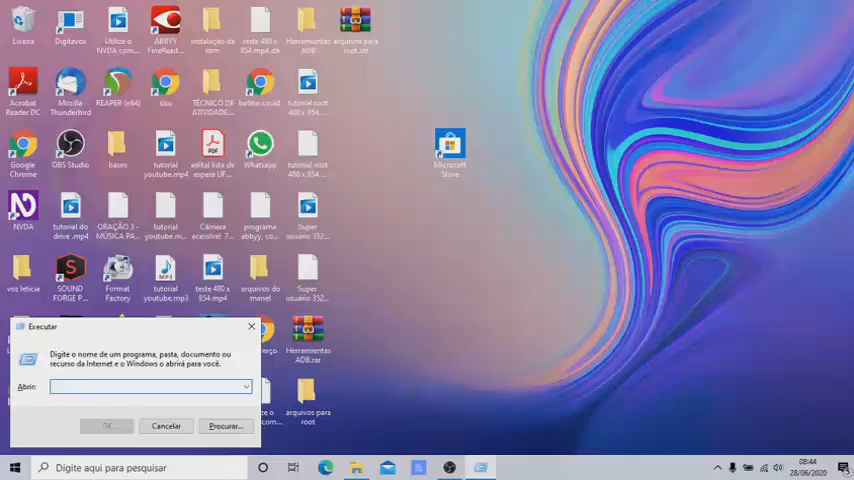 Lixeira
Digitavox
Utilize o
NVDA com...
ABBYY
FineRead...
instalação da
rom
teste 480 x
854.mp4.sfk
Herramientas
ADB
arquivos para
root.rar
Acrobat
Reader DC
Mozilla
Thunderbird
REAPER (x64)
sisu
TÉCNICO DE
ATIVIDADE...
belitin covid
tutorial root
480 x 854....
Google
Chrome
OBS Studio
bases
tutorial
youtube.mp4
edital lista de
espera UF...
Whatsapp
tutorial root
480 x 854....
Microsoft
Store
NVDA
tutorial do
drive .mp4
ORAÇÃO 3 -
MÚSICA PA...
tutorial
youtube.m...
Câmera
acessível 7...
programa
abbyy, co...
Super
usuario 352...
voz leticia
SOUND
FORGE P...
Format
Factory
tutorial
youtube.mp3
teste 480 x
854.mp4
arquivos do
manel
Super
usuario 352...
Executar
Digite o nome de um programa, pasta, documento ou
recurso da Internet e o Windows o abrirá para você.
Abrir:
OK
Cancelar
Procurar...
Herramientas
ADB.rar
arquivos para
root
Digite aqui para pesquisar
08:44
28/06/2020